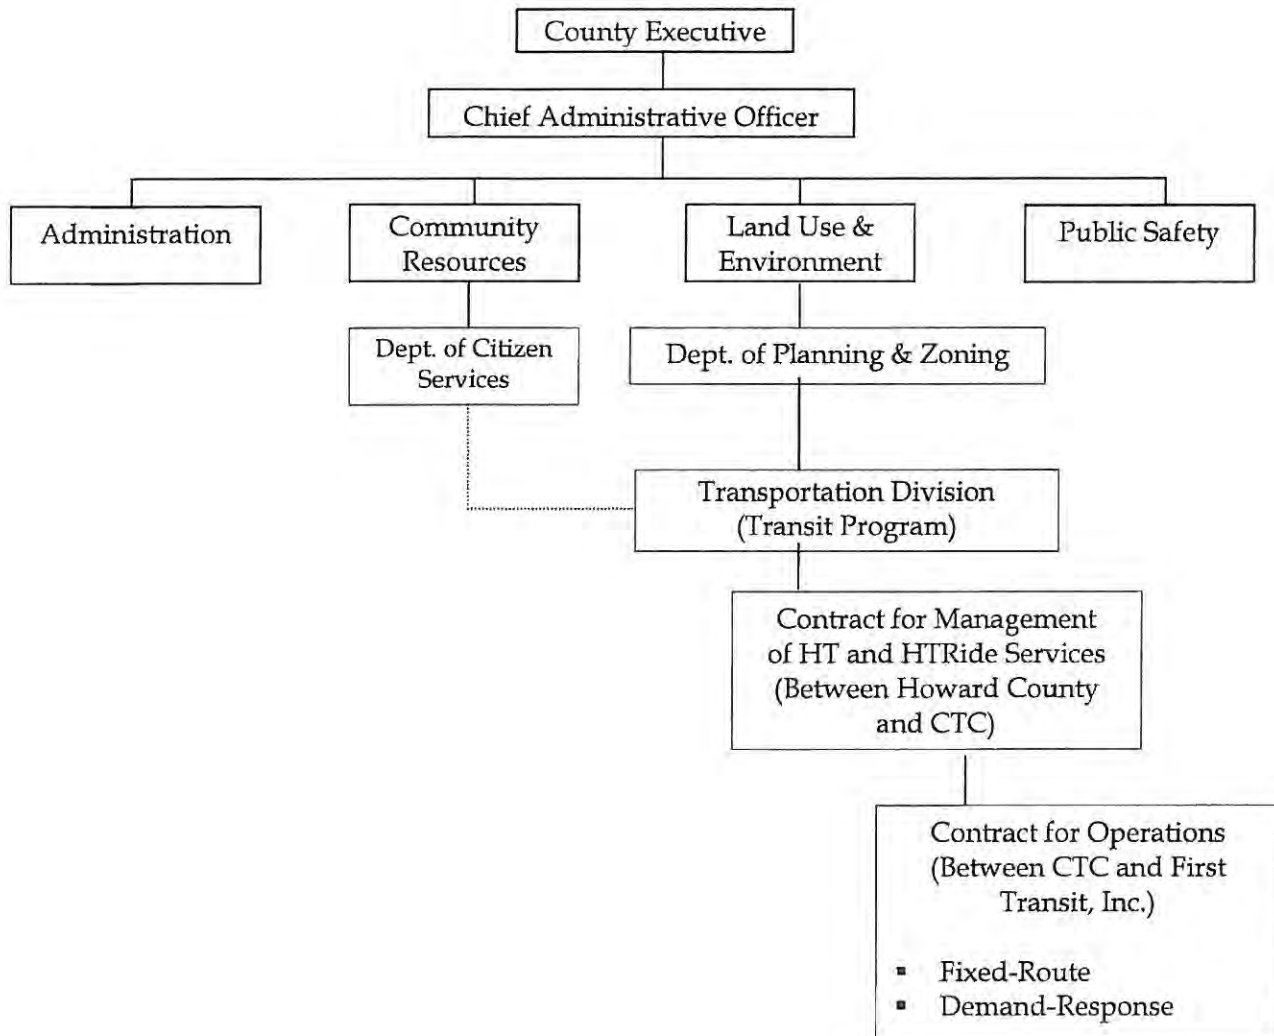 County Executive
Chief Administrative Officer
Administration
Community
Resources
Land Use &
Environment
Public Safety
Dept. of Citizen
Services
Dept. of Planning & Zoning
Transportation Division
(Transit Program)
Contract for Management
of HT and HTRide Services
(Between Howard County
and CTC)
Contract for Operations
(Between CTC and First
Transit, Inc.)
▪ Fixed-Route
▪ Demand-Response